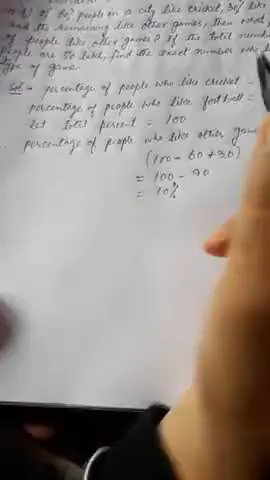 60% people in a city like cricket, 30% like
and the remaining like other games, then what
of people like other games? If the total number
people are 50 lakh, find the exact number who l
type of game.
Sol:- percentage of people who like cricket =
percentage of people who like football =
let total percent = 100
∴ percentage of people who like other game
(100 - 60 + 30)
= 100 - 90
= 10%